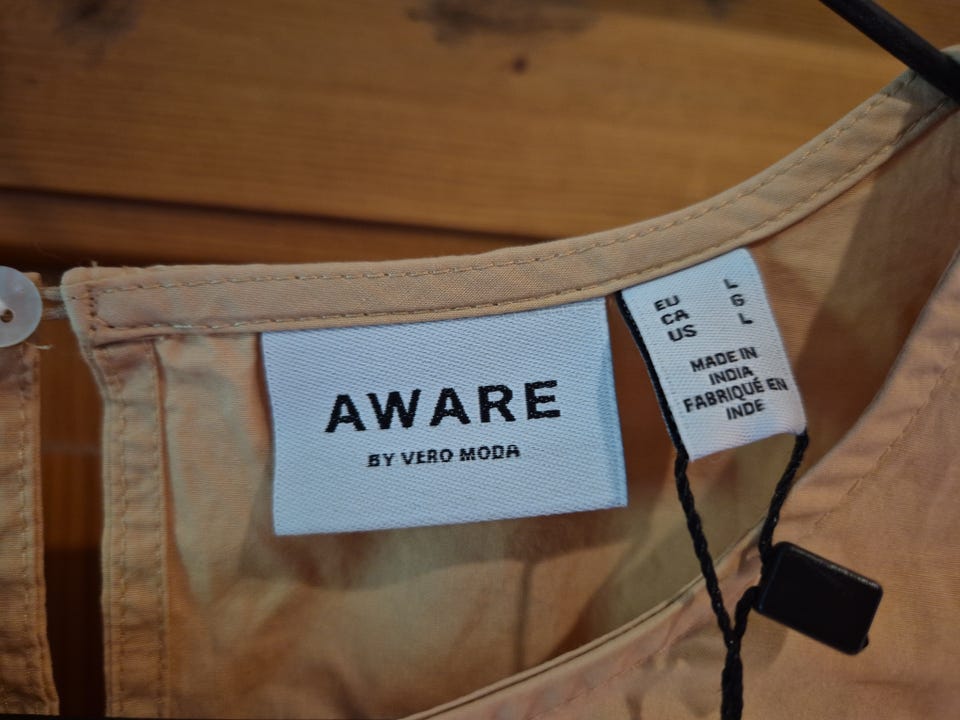 AWARE
BY VERO MODA
EU L
CA G
US L
MADE IN
INDIA
FABRIQUÉ EN
INDE